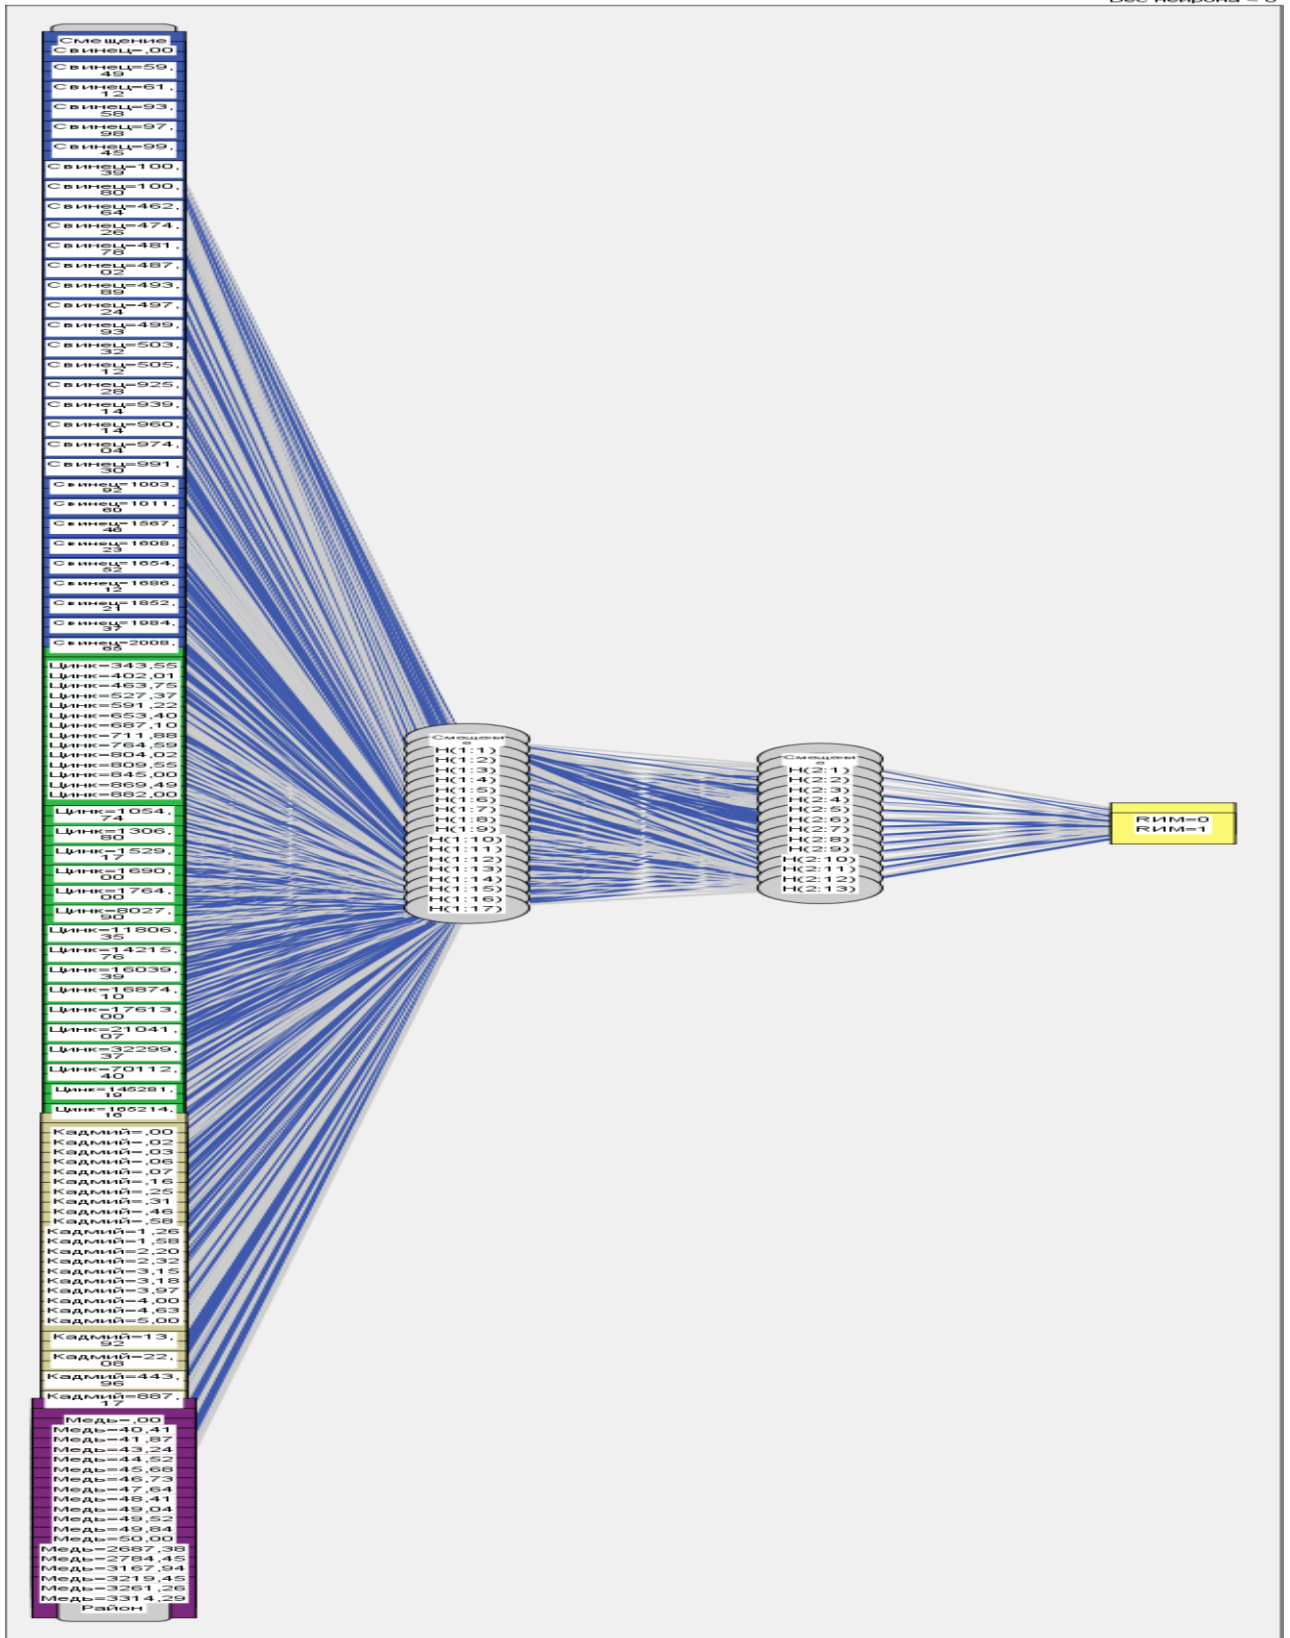 Смещение
Свинец=,00
Свинец=59,
49
Свинец=61,
12
Свинец=93,
58
Свинец=97,
98
Свинец=99,
45
Свинец=100,
39
Свинец=100,
80
Свинец=462,
64
Свинец=474,
26
Свинец=481,
78
Свинец=487,
02
Свинец=493,
89
Свинец=497,
24
Свинец=499,
93
Свинец=503,
32
Свинец=505,
12
Свинец=925,
28
Свинец=939,
14
Свинец=960,
14
Свинец=974,
04
Свинец=991,
30
Свинец=1003,
92
Свинец=1011,
60
Свинец=1567,
46
Свинец=1608,
23
Свинец=1654,
52
Свинец=1686,
12
Свинец=1852,
21
Свинец=1984,
37
Свинец=2008,
65
Цинк=343,55
Цинк=402,01
Цинк=463,75
Цинк=527,37
Цинк=591,22
Цинк=653,40
Цинк=687,10
Цинк=711,88
Цинк=764,59
Цинк=804,02
Цинк=809,55
Цинк=845,00
Цинк=869,49
Цинк=882,00
Цинк=1054,
74
Цинк=1306,
80
Цинк=1529,
17
Цинк=1690,
00
Цинк=1764,
00
Цинк=8027,
90
Цинк=11806,
35
Цинк=14215,
76
Цинк=16039,
39
Цинк=16874,
10
Цинк=17613,
00
Цинк=21041,
07
Цинк=32299,
37
Цинк=70112,
40
Цинк=145281,
19
Цинк=165214,
16
Кадмий=,00
Кадмий=,02
Кадмий=,03
Кадмий=,06
Кадмий=,07
Кадмий=,16
Кадмий=,25
Кадмий=,31
Кадмий=,46
Кадмий=,58
Кадмий=1,26
Кадмий=1,58
Кадмий=2,20
Кадмий=2,32
Кадмий=3,15
Кадмий=3,18
Кадмий=3,97
Кадмий=4,00
Кадмий=4,63
Кадмий=5,00
Кадмий=13,
92
Кадмий=22,
08
Кадмий=443,
96
Кадмий=887,
17
Медь=,00
Медь=40,41
Медь=41,87
Медь=43,24
Медь=44,52
Медь=45,68
Медь=46,73
Медь=47,64
Медь=48,41
Медь=49,04
Медь=49,52
Медь=49,84
Медь=50,00
Медь=2687,38
Медь=2784,45
Медь=3167,94
Медь=3219,45
Медь=3261,26
Медь=3314,29
Район
Смещени
е
H(1:1)
H(1:2)
H(1:3)
H(1:4)
H(1:5)
H(1:6)
H(1:7)
H(1:8)
H(1:9)
H(1:10)
H(1:11)
H(1:12)
H(1:13)
H(1:14)
H(1:15)
H(1:16)
H(1:17)
Смещени
е
H(2:1)
H(2:2)
H(2:3)
H(2:4)
H(2:5)
H(2:6)
H(2:7)
H(2:8)
H(2:9)
H(2:10)
H(2:11)
H(2:12)
H(2:13)
RИМ=0
RИМ=1